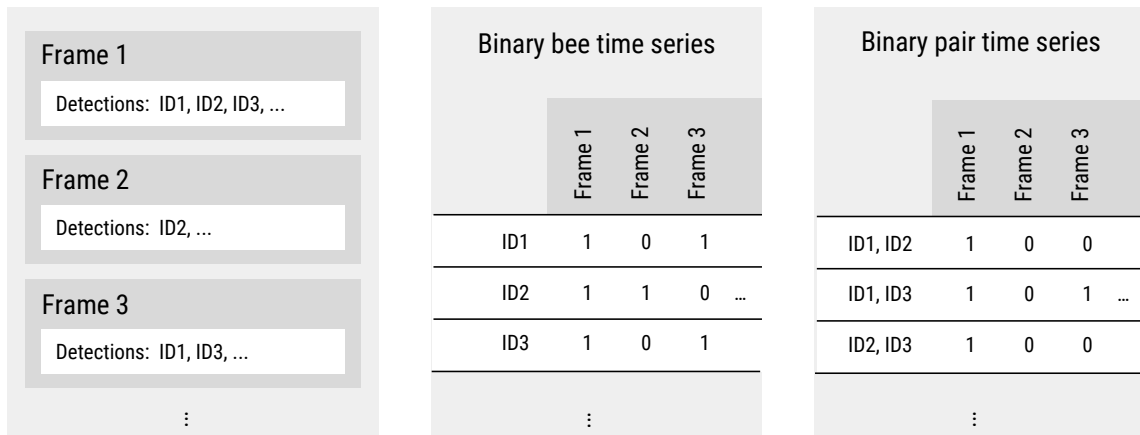 Frame 1
Detections: ID1, ID2, ID3, ...
Frame 2
Detections: ID2, ...
Frame 3
Detections: ID1, ID3, ...
⋮
Binary bee time series
Frame 1 Frame 2 Frame 3
ID1 1 0 1
ID2 1 1 0 ...
ID3 1 0 1
⋮
Binary pair time series
Frame 1 Frame 2 Frame 3
ID1, ID2 1 0 0
ID1, ID3 1 0 1 ...
ID2, ID3 1 0 0
⋮